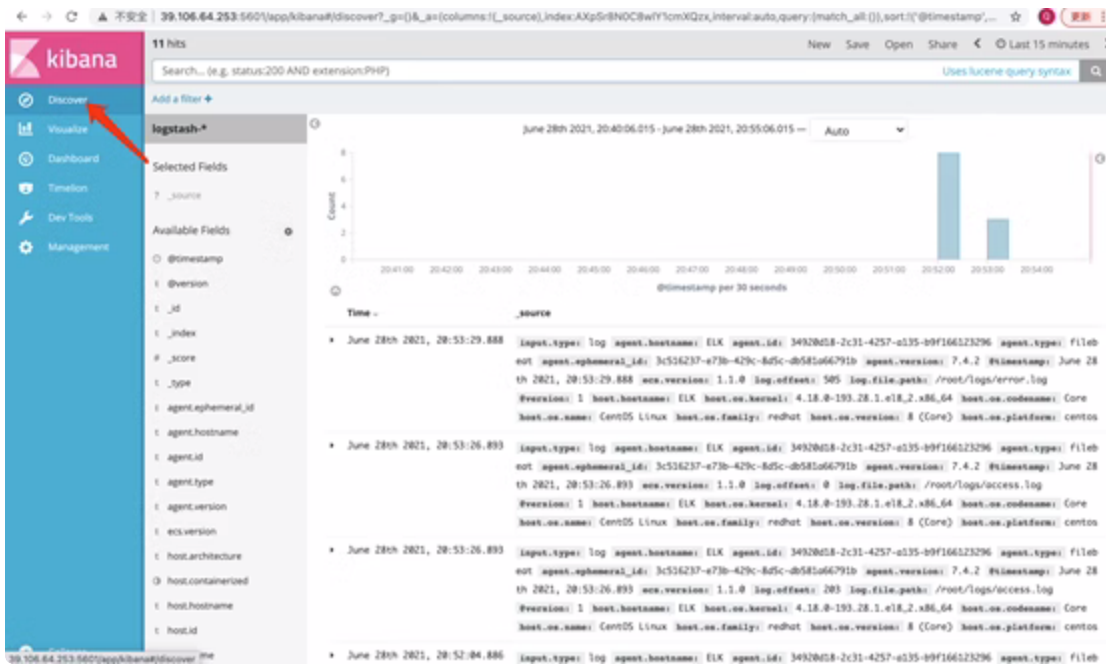 不安全 39.106.64.253:5601/app/kibana#/discover?_g=()&_a=(columns:!(_source),index:AXpSr8N0C8wIY1cmXQzx,interval:auto,query:(match_all:()),sort:!('@timestamp',...
更新
kibana
Discover
Visualize
Dashboard
Timelion
Dev Tools
Management
11 hits
New Save Open Share Last 15 minutes
Search... (e.g. status:200 AND extension:PHP)
Uses lucene query syntax
Add a filter +
logstash-*
Selected Fields
? _source
Available Fields
@timestamp
t @version
t _id
t _index
# _score
t _type
t agent.ephemeral_id
t agent.hostname
t agent.id
t agent.type
t agent.version
t ecs.version
t host.architecture
host.containerized
t host.hostname
t host.id
June 28th 2021, 20:40:06.015 - June 28th 2021, 20:55:06.015 —
Auto
Count
8
6
4
2
0
20:41:00 20:42:00 20:43:00 20:44:00 20:45:00 20:46:00 20:47:00 20:48:00 20:49:00 20:50:00 20:51:00 20:52:00 20:53:00 20:54:00
@timestamp per 30 seconds
Time _source
June 28th 2021, 20:53:29.888 input.type: log agent.hostname: ELK agent.id: 34920d18-2c31-4257-a135-b9f166123296 agent.type: fileb
eat agent.ephemeral_id: 3c516237-e73b-429c-8d5c-db581a66791b agent.version: 7.4.2 @timestamp: June 28
th 2021, 20:53:29.888 ecs.version: 1.1.0 log.offset: 505 log.file.path: /root/logs/error.log
@version: 1 host.hostname: ELK host.os.kernel: 4.18.0-193.28.1.el8_2.x86_64 host.os.codename: Core
host.os.name: CentOS Linux host.os.family: redhat host.os.version: 8 (Core) host.os.platform: centos
June 28th 2021, 20:53:26.893 input.type: log agent.hostname: ELK agent.id: 34920d18-2c31-4257-a135-b9f166123296 agent.type: fileb
eat agent.ephemeral_id: 3c516237-e73b-429c-8d5c-db581a66791b agent.version: 7.4.2 @timestamp: June 28
th 2021, 20:53:26.893 ecs.version: 1.1.0 log.offset: 0 log.file.path: /root/logs/access.log
@version: 1 host.hostname: ELK host.os.kernel: 4.18.0-193.28.1.el8_2.x86_64 host.os.codename: Core
host.os.name: CentOS Linux host.os.family: redhat host.os.version: 8 (Core) host.os.platform: centos
June 28th 2021, 20:53:26.893 input.type: log agent.hostname: ELK agent.id: 34920d18-2c31-4257-a135-b9f166123296 agent.type: fileb
eat agent.ephemeral_id: 3c516237-e73b-429c-8d5c-db581a66791b agent.version: 7.4.2 @timestamp: June 28
th 2021, 20:53:26.893 ecs.version: 1.1.0 log.offset: 203 log.file.path: /root/logs/access.log
@version: 1 host.hostname: ELK host.os.kernel: 4.18.0-193.28.1.el8_2.x86_64 host.os.codename: Core
host.os.name: CentOS Linux host.os.family: redhat host.os.version: 8 (Core) host.os.platform: centos
June 28th 2021, 20:52:04.886 input.type: log agent.hostname: ELK agent.id: 34920d18-2c31-4257-a135-b9f166123296 agent.type: fileb
39.106.64.253:5601/app/kibana#/discover